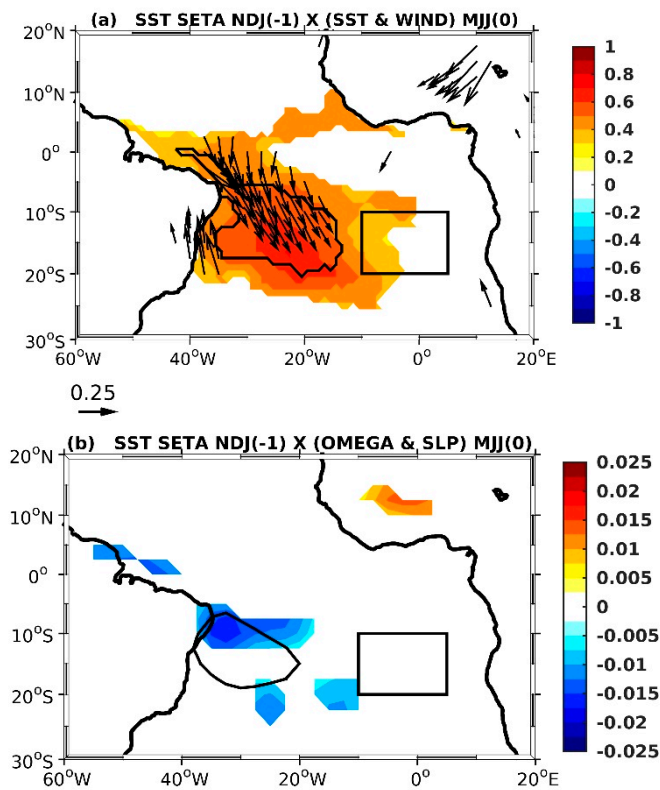 (a) SST SETA NDJ(-1) X (SST & WIND) MJJ(0)
20°N
10°N
0°
10°S
20°S
30°S
60°W 40°W 20°W 0° 20°E
1
0.8
0.6
0.4
0.2
0
-0.2
-0.4
-0.6
-0.8
-1
0.25
(b) SST SETA NDJ(-1) X (OMEGA & SLP) MJJ(0)
20°N
10°N
0°
10°S
20°S
30°S
60°W 40°W 20°W 0° 20°E
0.025
0.02
0.015
0.01
0.005
0
-0.005
-0.01
-0.015
-0.02
-0.025